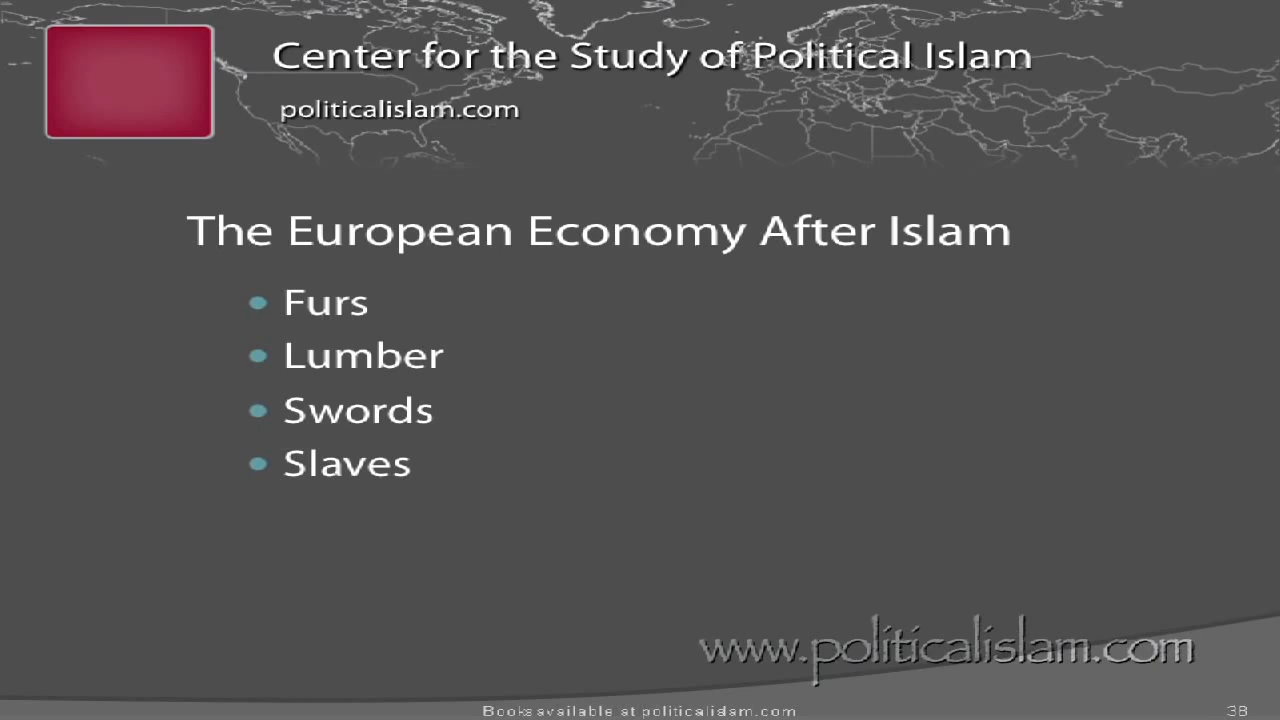 Center for the Study of Political Islam
politicalislam.com
The European Economy After Islam
• Furs
• Lumber
• Swords
• Slaves
www.politicalislam.com
Books available at politicalislam.com
38